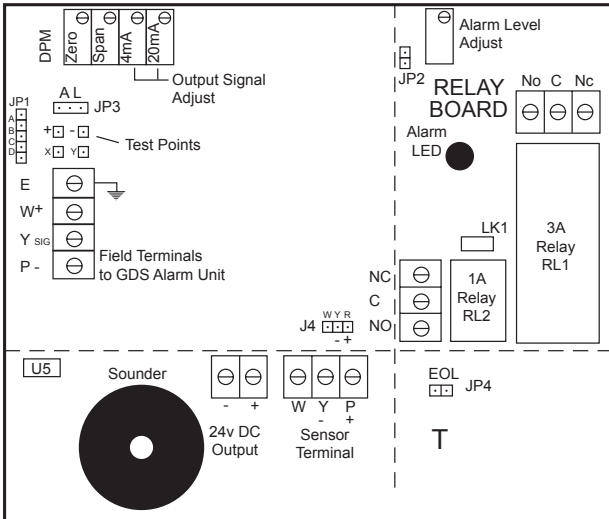 DPM
Zero
Span
4mA
20mA
Output Signal
Adjust
JP1
A
B
C
D
A L
JP3
+ -
X Y
Test Points
E
W+
Y SIG
P -
Field Terminals
to GDS Alarm Unit
J4
W Y R
- +
JP2
Alarm Level
Adjust
RELAY
BOARD
No C Nc
Alarm
LED
LK1
3A
Relay
RL1
NC
C
NO
1A
Relay
RL2
U5
Sounder
- +
24v DC
Output
W Y P
- +
Sensor
Terminal
EOL
JP4
T